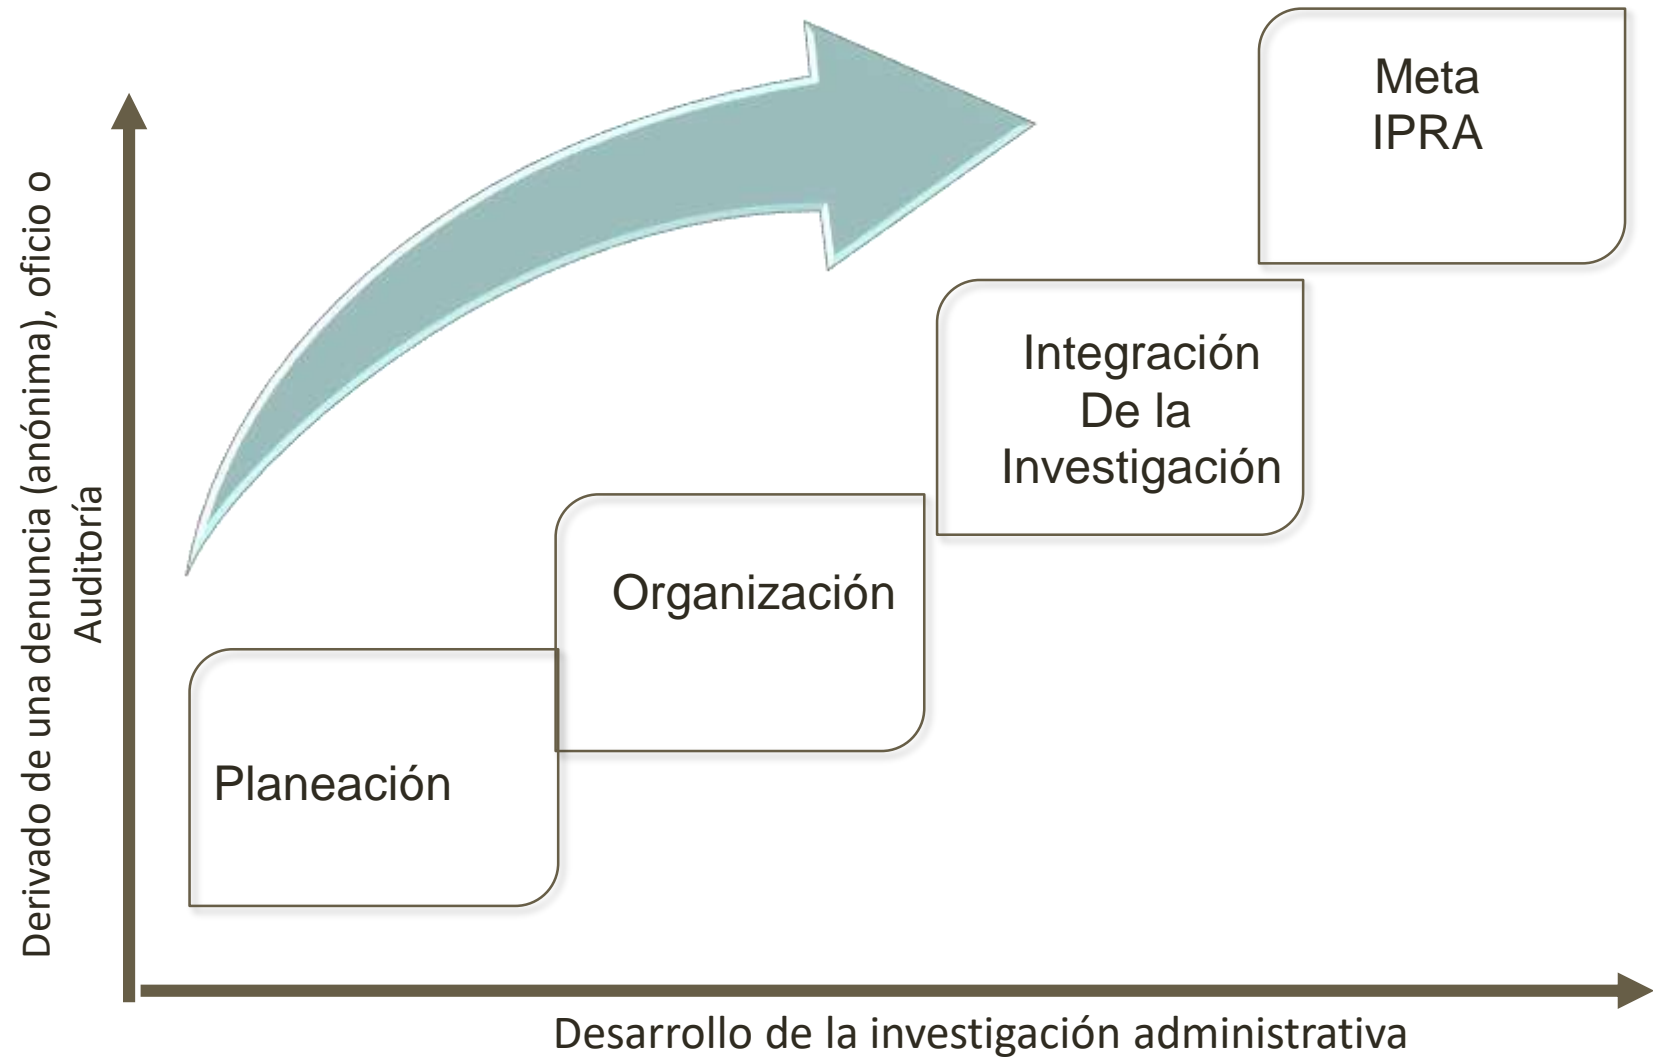 Meta
IPRA
Integración
De la
Investigación
Organización
Planeación
Derivado de una denuncia (anónima), oficio o
Auditoría
Desarrollo de la investigación administrativa